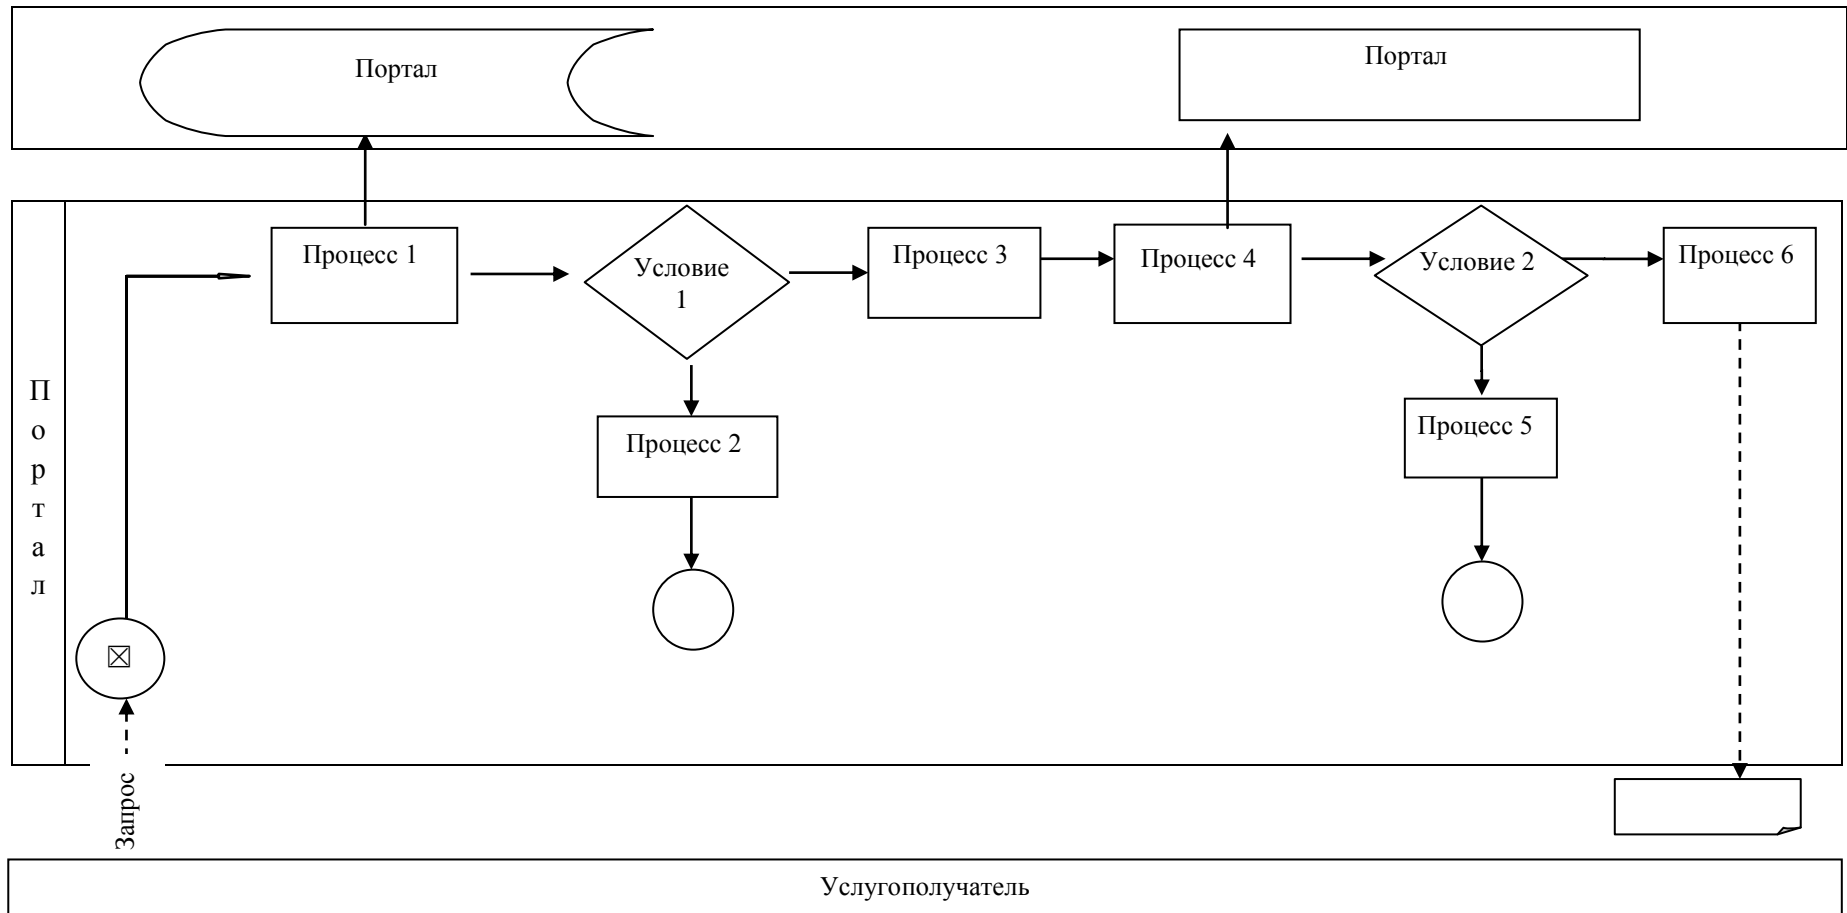 Портал
Портал
Процесс 1
Условие
1
Процесс 3
Процесс 4
Условие 2
Процесс 6
Процесс 2
Процесс 5
П
о
р
т
а
л
Запрос
Услугополучатель